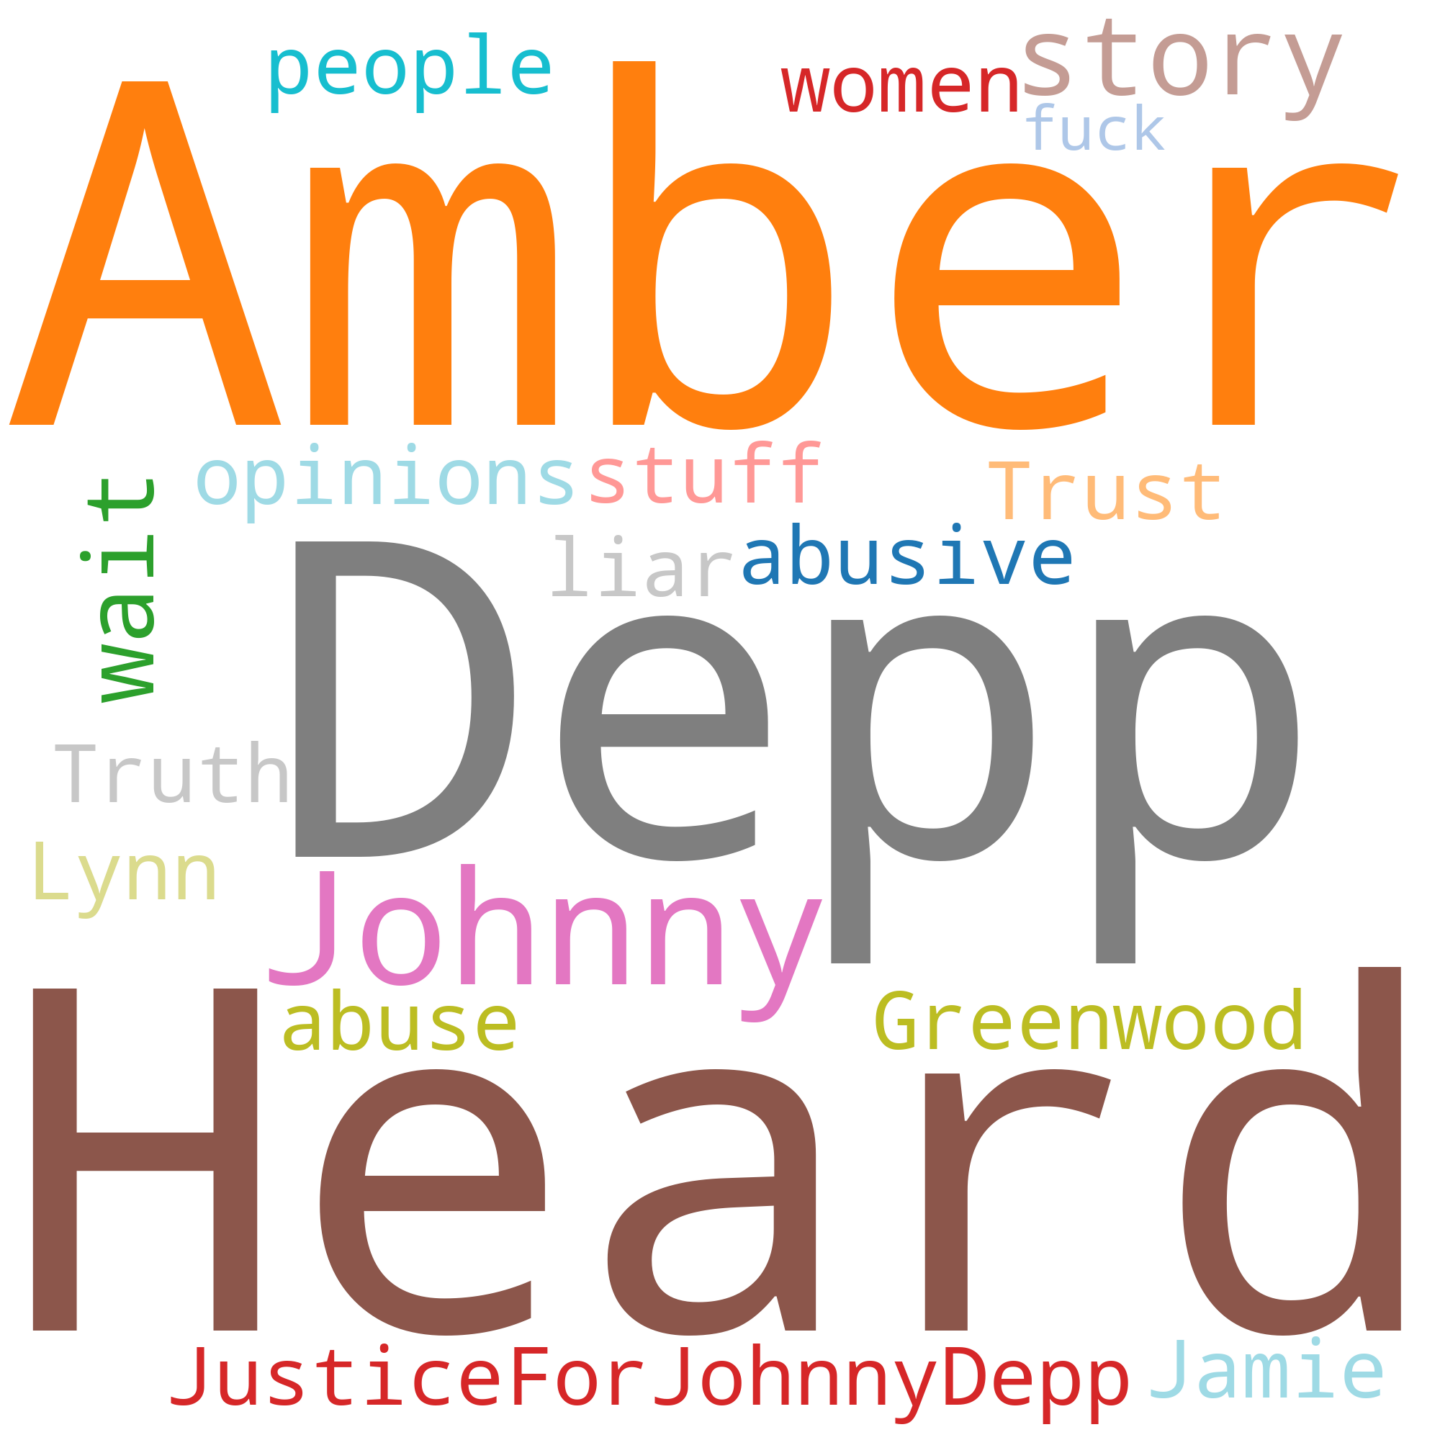 people
women
story
fuck
Amber
opinions
stuff
Trust
wait
liar
abusive
Depp
Truth
Lynn
Johnny
abuse
Greenwood
Heard
JusticeForJohnnyDepp
Jamie